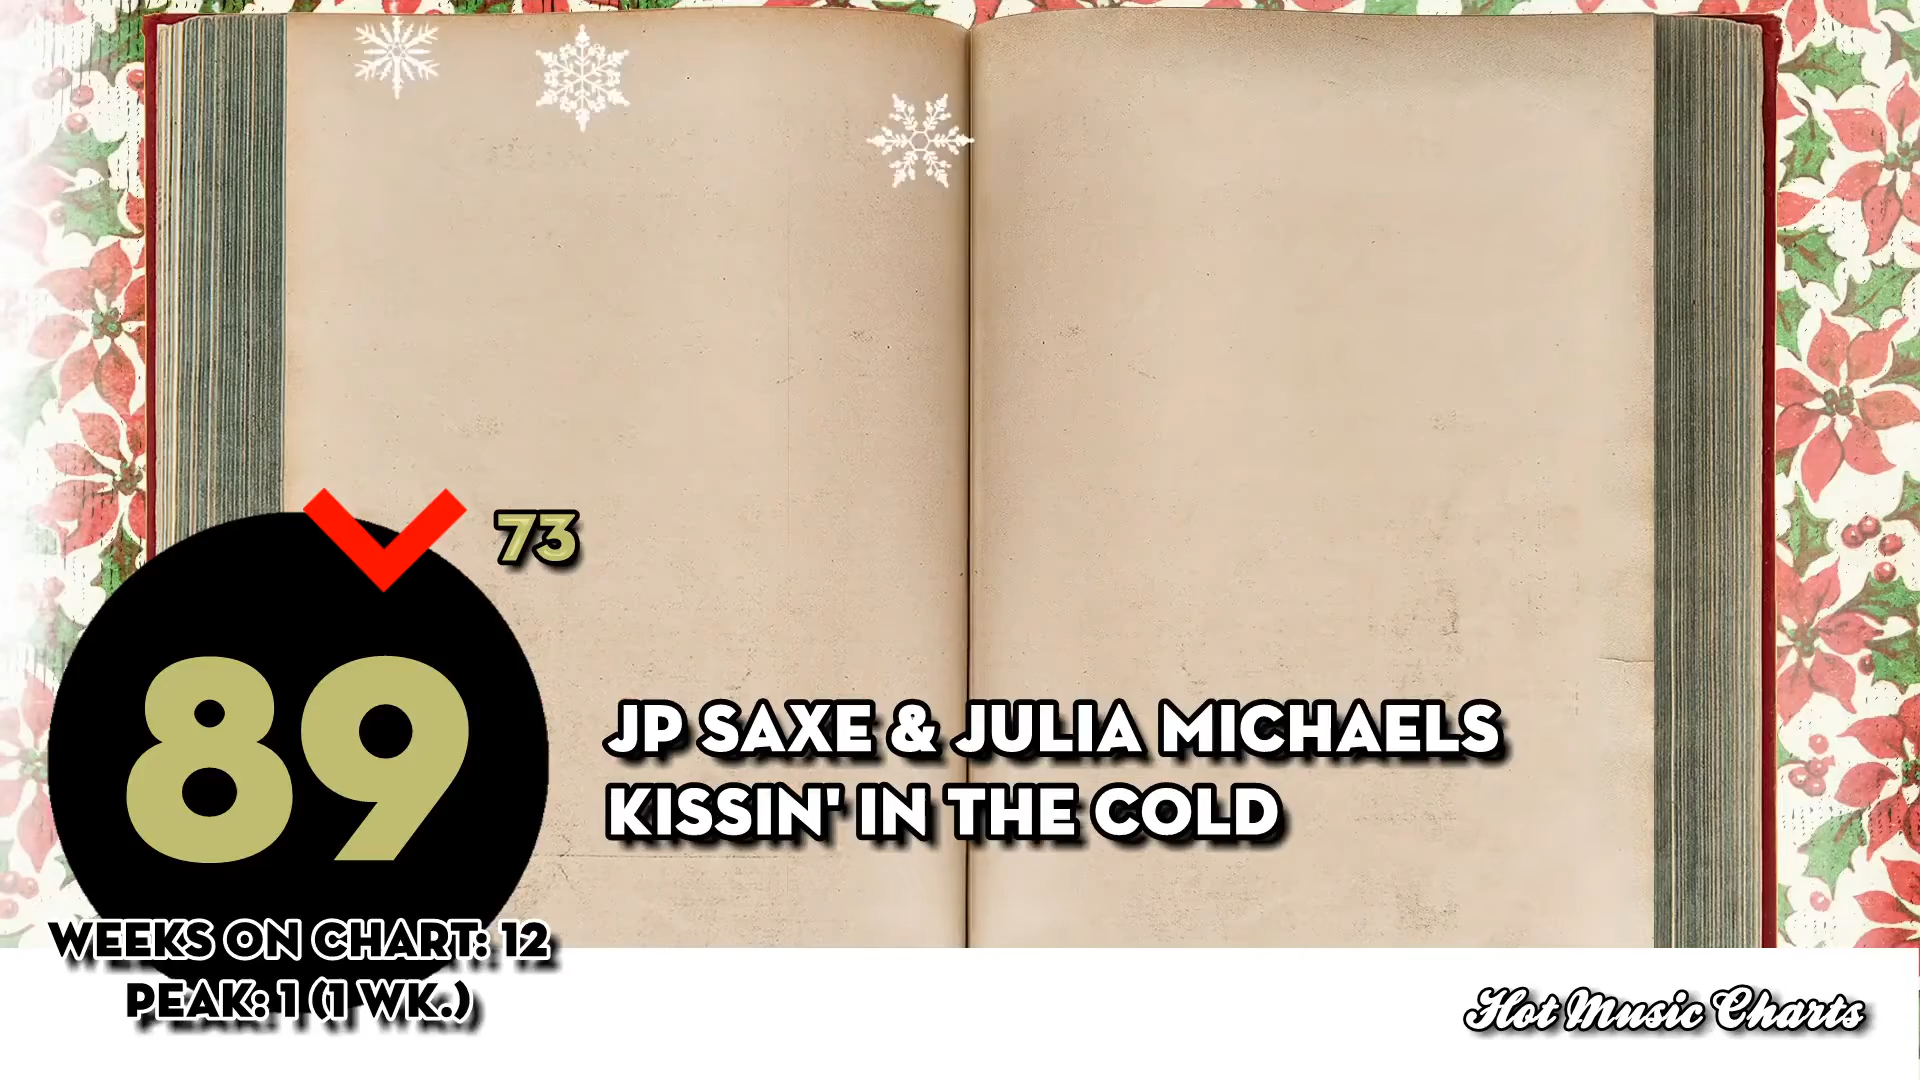 73
89
JP SAXE & JULIA MICHAELS
KISSIN' IN THE COLD
WEEKS ON CHART: 12
PEAK: 1 (1 WK.)
Hot Music Charts